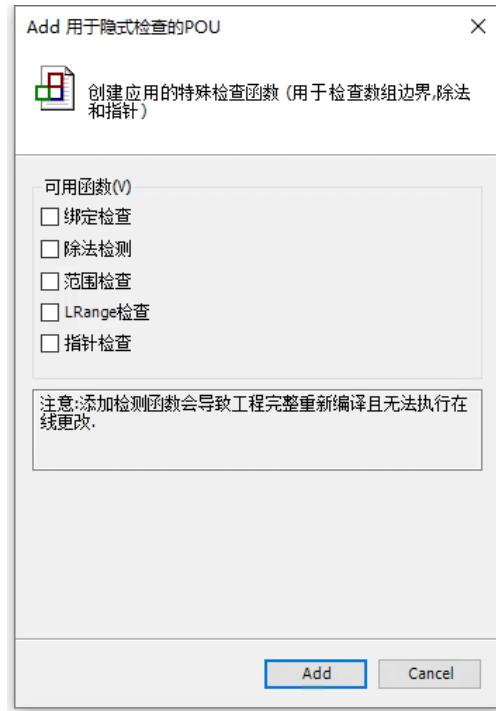 Add 用于隐式检查的POU
创建应用的特殊检查函数 (用于检查数组边界,除法
和指针)
可用函数(V)
绑定检查
除法检测
范围检查
LRange检查
指针检查
注意:添加检测函数会导致工程完整重新编译且无法执行在
线更改.
Add
Cancel